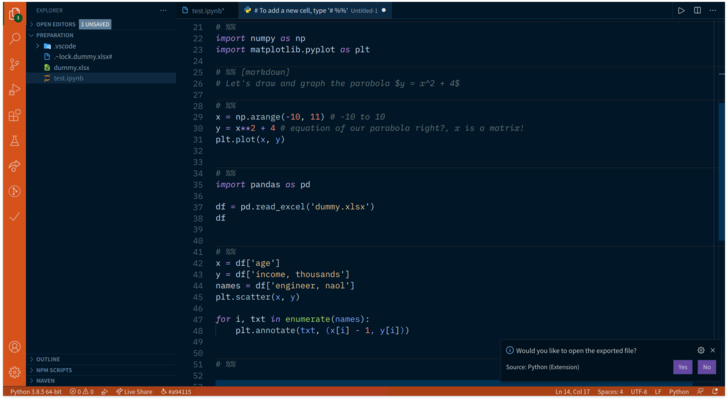 EXPLORER ...
test.ipynb*
# To add a new cell, type '# %%' Untitled-1
OPEN EDITORS 1 UNSAVED
PREPARATION
.vscode
.~lock.dummy.xlsx#
dummy.xlsx
test.ipynb
21 # %%
22 import numpy as np
23 import matplotlib.pyplot as plt
24
25 # %% [markdown]
26 # Let's draw and graph the parabola $y = x^2 + 4$
27
28 # %%
29 x = np.arange(-10, 11) # -10 to 10
30 y = x**2 + 4 # equation of our parabola right?, x is a matrix!
31 plt.plot(x, y)
32
33
34 # %%
35 import pandas as pd
36
37 df = pd.read_excel('dummy.xlsx')
38 df
39
40
41 # %%
42 x = df['age']
43 y = df['income, thousands']
44 names = df['engineer, naol']
45 plt.scatter(x, y)
46
47 for i, txt in enumerate(names):
48 plt.annotate(txt, (x[i] - 1, y[i]))
49
50
51 # %%
52
OUTLINE
NPM SCRIPTS
MAVEN
Would you like to open the exported file?
Source: Python (Extension)
Yes
No
Python 3.8.5 64-bit 0 0 Live Share #a94115 Ln 14, Col 17 Spaces: 4 UTF-8 LF Python